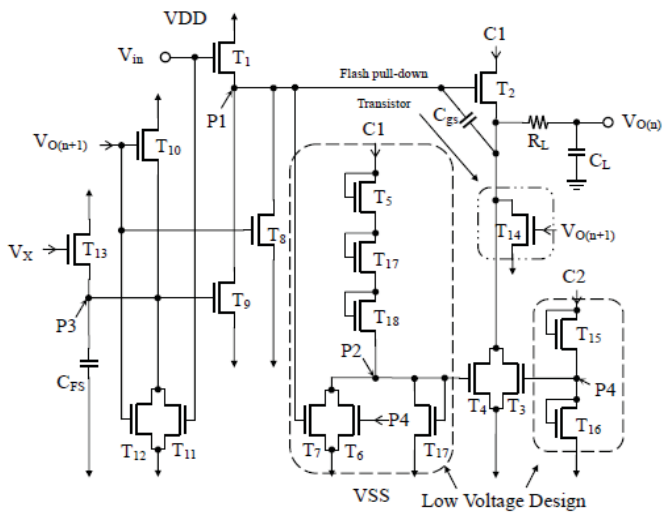 VDD
C1
Vin
T1
Flash pull-down
T2
P1
Transistor
Cgs
VO(n)
VO(n+1)
T10
C1
RL
CL
T5
T8
T14
VO(n+1)
VX
T13
T17
T9
C2
P3
T18
T15
P2
CFS
P4
T4
T3
P4
T16
T12
T11
T7
T6
T17
VSS
Low Voltage Design